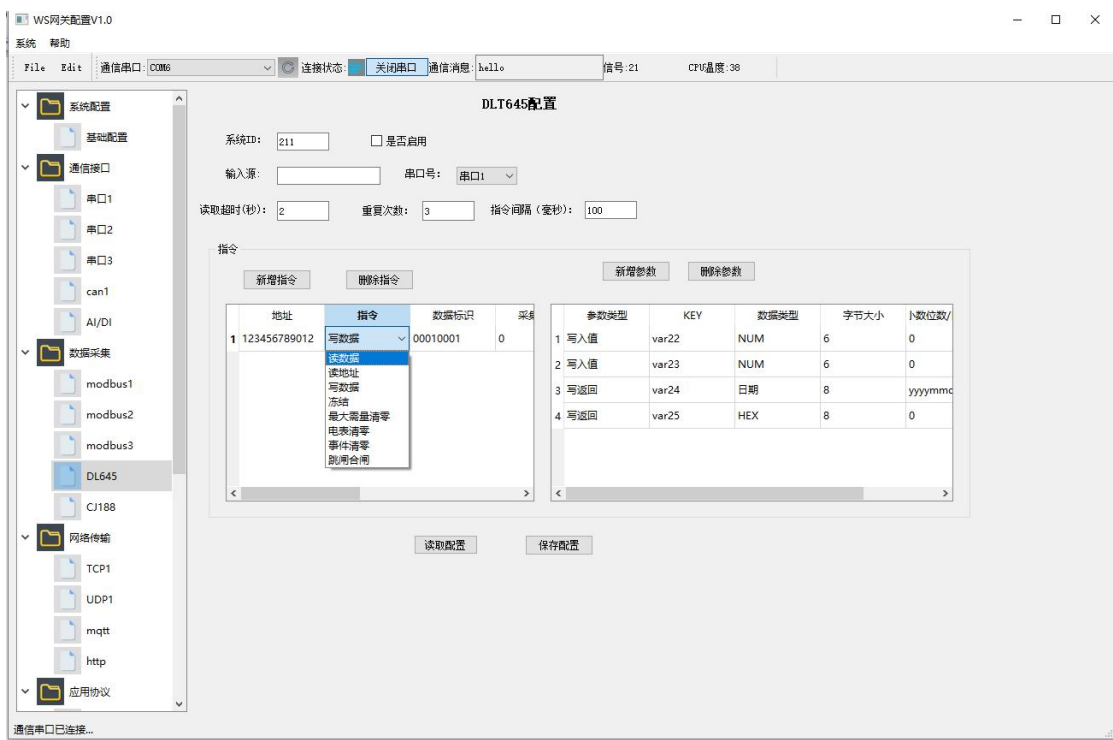 WS网关配置V1.0
系统 帮助
File Edit 通信串口: COM6 连接状态: 关闭串口 通信消息: hello 信号:21 CPU温度:38
系统配置
基础配置
通信接口
串口1
串口2
串口3
can1
AI/DI
数据采集
modbus1
modbus2
modbus3
DL645
CJ188
网络传输
TCP1
UDP1
mqtt
http
应用协议
DLT645配置
系统ID: 211 是否启用
输入源: 串口号: 串口1
读取超时(秒): 2 重复次数: 3 指令间隔（毫秒）: 100
指令
新增指令 删除指令
新增参数 删除参数
地址 指令 数据标识 采集
1 123456789012 写数据 00010001 0
读数据
读地址
写数据
冻结
最大需量清零
电表清零
事件清零
跳闸合闸
参数类型 KEY 数据类型 字节大小 小数位数/
1 写入值 var22 NUM 6 0
2 写入值 var23 NUM 6 0
3 写返回 var24 日期 8 yyyymmd
4 写返回 var25 HEX 8 0
读取配置 保存配置
通信串口已连接...